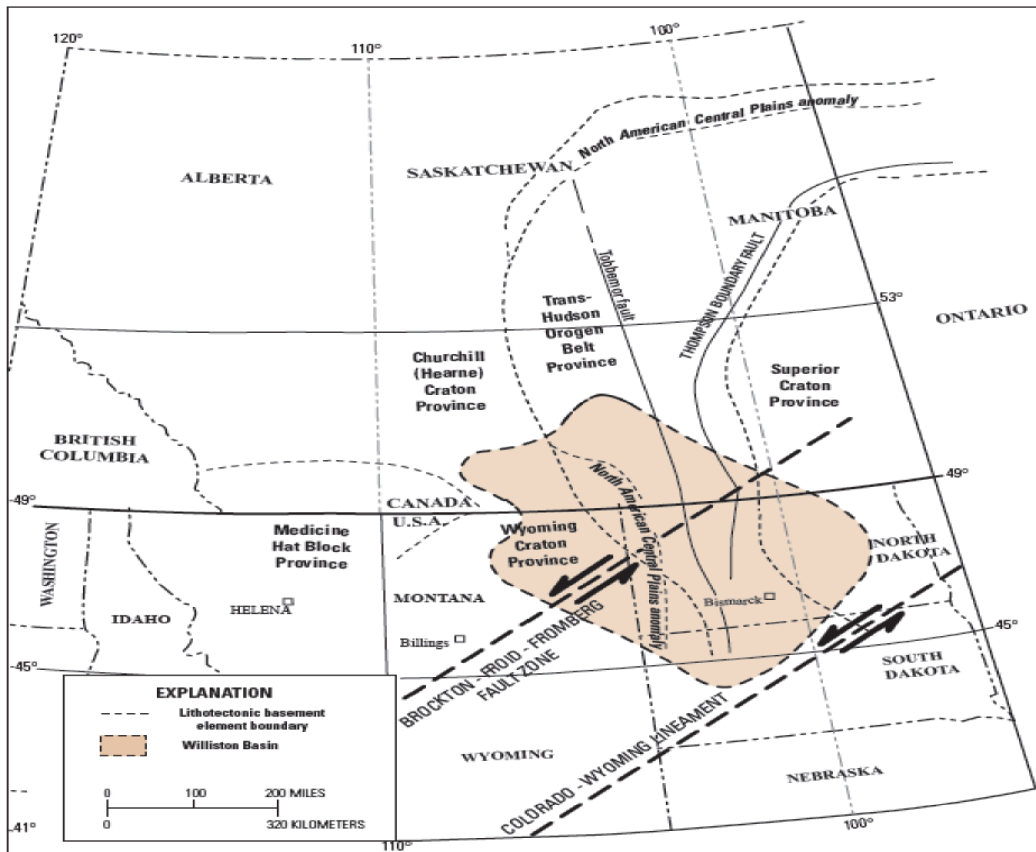 120°
110°
100°
North American Central Plains anomaly
ALBERTA
SASKATCHEWAN
MANITOBA
Tobbemor fault
THOMPSON BOUNDARY FAULT
53°
ONTARIO
Trans-
Hudson
Orogen
Belt
Province
Churchill
(Hearne)
Craton
Province
Superior
Craton
Province
BRITISH
COLUMBIA
49°
CANADA
U.S.A.
North American Central Plains anomaly
49°
WASHINGTON
Medicine
Hat Block
Province
Wyoming
Craton
Province
NORTH
DAKOTA
IDAHO
HELENA
MONTANA
Bismarck
Billings
45°
45°
SOUTH
DAKOTA
BROCKTON - FROID - FROMBERG
FAULT ZONE
WYOMING
COLORADO - WYOMING LINEAMENT
NEBRASKA
EXPLANATION
Lithotectonic basement
element boundary
Williston Basin
0 100 200 MILES
0 320 KILOMETERS
41°
110°
100°